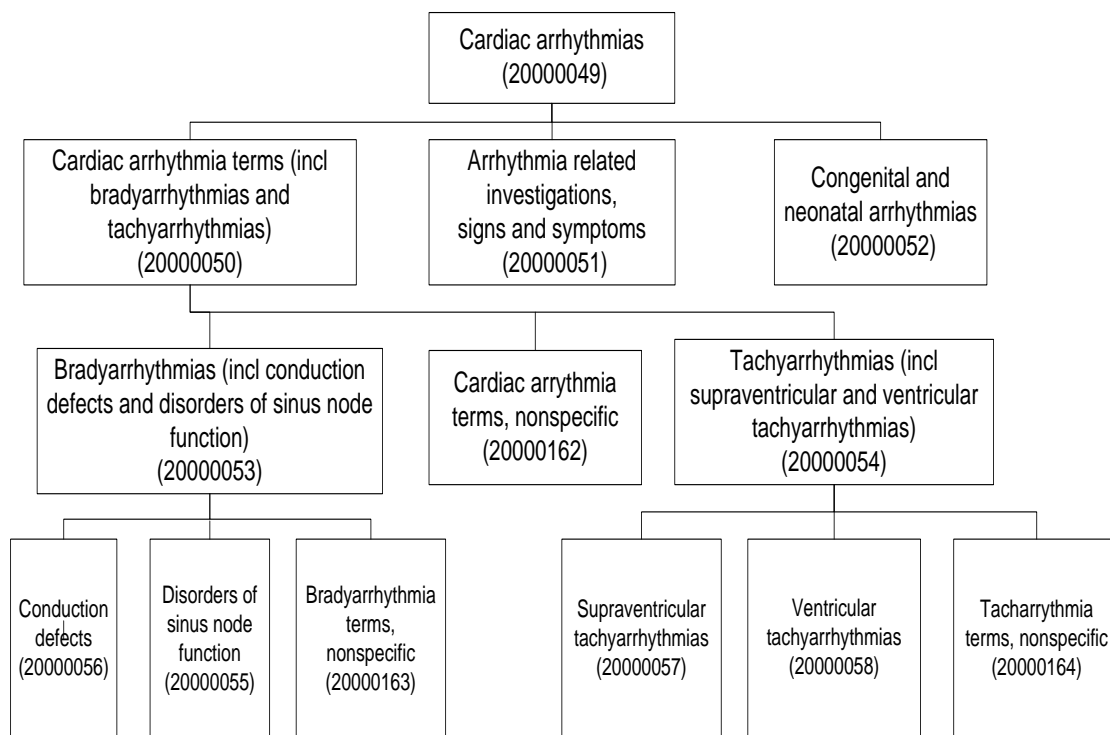 Cardiac arrhythmias
(20000049)
Cardiac arrhythmia terms (incl
bradyarrhythmias and
tachyarrhythmias)
(20000050)
Arrhythmia related
investigations,
signs and symptoms
(20000051)
Congenital and
neonatal arrhythmias
(20000052)
Bradyarrhythmias (incl conduction
defects and disorders of sinus node
function)
(20000053)
Cardiac arrythmia
terms, nonspecific
(20000162)
Tachyarrhythmias (incl
supraventricular and ventricular
tachyarrhythmias)
(20000054)
Conduction
defects
(20000056)
Disorders of
sinus node
function
(20000055)
Bradyarrhythmia
terms,
nonspecific
(20000163)
Supraventricular
tachyarrhythmias
(20000057)
Ventricular
tachyarrhythmias
(20000058)
Tacharrythmia
terms, nonspecific
(20000164)